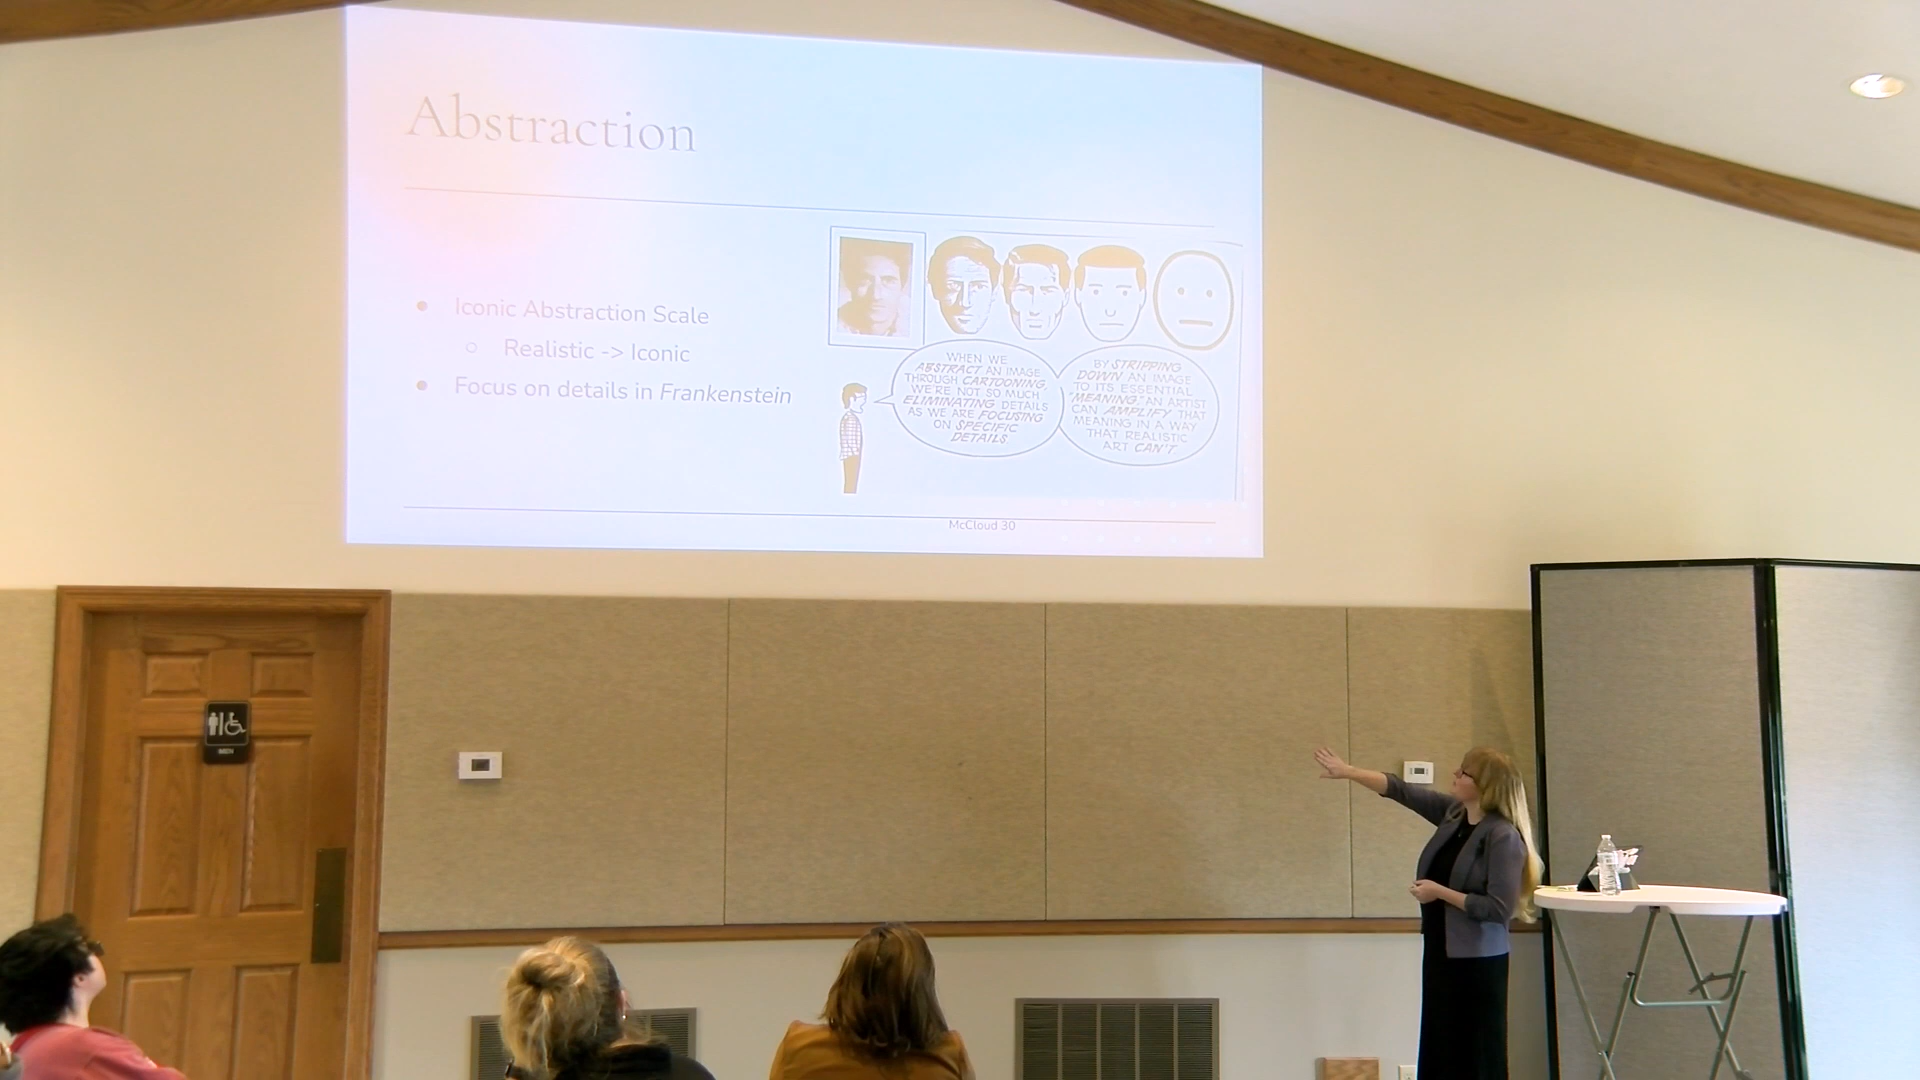 Abstraction
Iconic Abstraction Scale
Realistic -> Iconic
Focus on details in Frankenstein
WHEN WE
ABSTRACT AN IMAGE
THROUGH CARTOONING,
WE'RE NOT SO MUCH
ELIMINATING DETAILS
AS WE ARE FOCUSING
ON SPECIFIC
DETAILS.
BY STRIPPING
DOWN AN IMAGE
TO ITS ESSENTIAL
"MEANING," AN ARTIST
CAN AMPLIFY THAT
MEANING IN A WAY
THAT REALISTIC
ART CAN'T.
McCloud 30
MEN